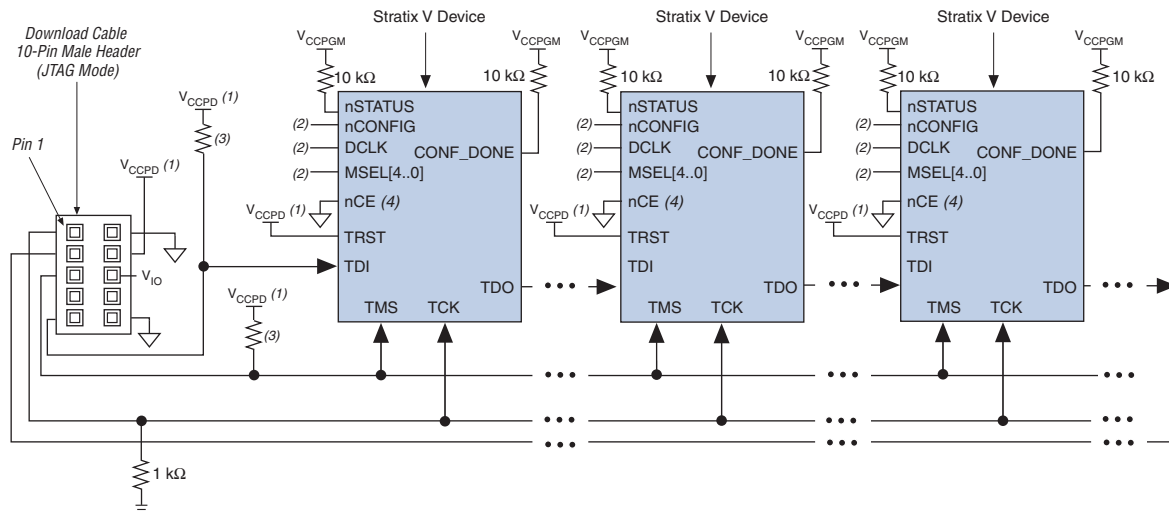 Download Cable
10-Pin Male Header
(JTAG Mode)
Pin 1
VCCPD (1)
(3)
VCCPD (1)
VIO
VCCPD (1)
(3)
1 kΩ
Stratix V Device
VCCPGM
10 kΩ
VCCPGM
10 kΩ
nSTATUS
(2) nCONFIG
(2) DCLK
CONF_DONE
(2) MSEL[4..0]
nCE (4)
VCCPD (1)
TRST
TDI
TDO
TMS TCK
Stratix V Device
VCCPGM
10 kΩ
VCCPGM
10 kΩ
nSTATUS
(2) nCONFIG
(2) DCLK
CONF_DONE
(2) MSEL[4..0]
nCE (4)
VCCPD (1)
TRST
TDI
TDO
TMS TCK
Stratix V Device
VCCPGM
10 kΩ
VCCPGM
10 kΩ
nSTATUS
(2) nCONFIG
(2) DCLK
CONF_DONE
(2) MSEL[4..0]
nCE (4)
VCCPD (1)
TRST
TDI
TDO
TMS TCK